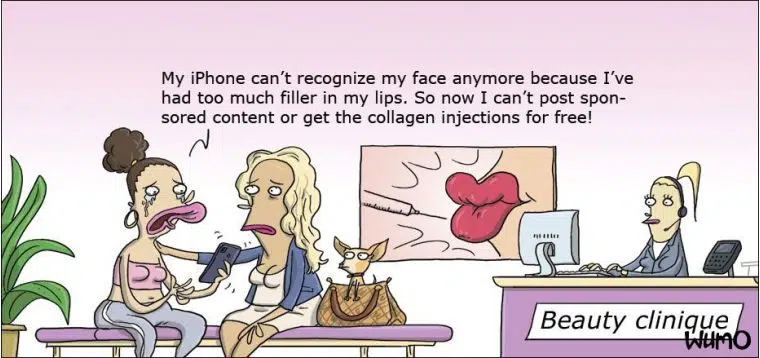 My iPhone can’t recognize my face anymore because I’ve
had too much filler in my lips. So now I can’t post spon-
sored content or get the collagen injections for free!
Beauty clinique
WUMO